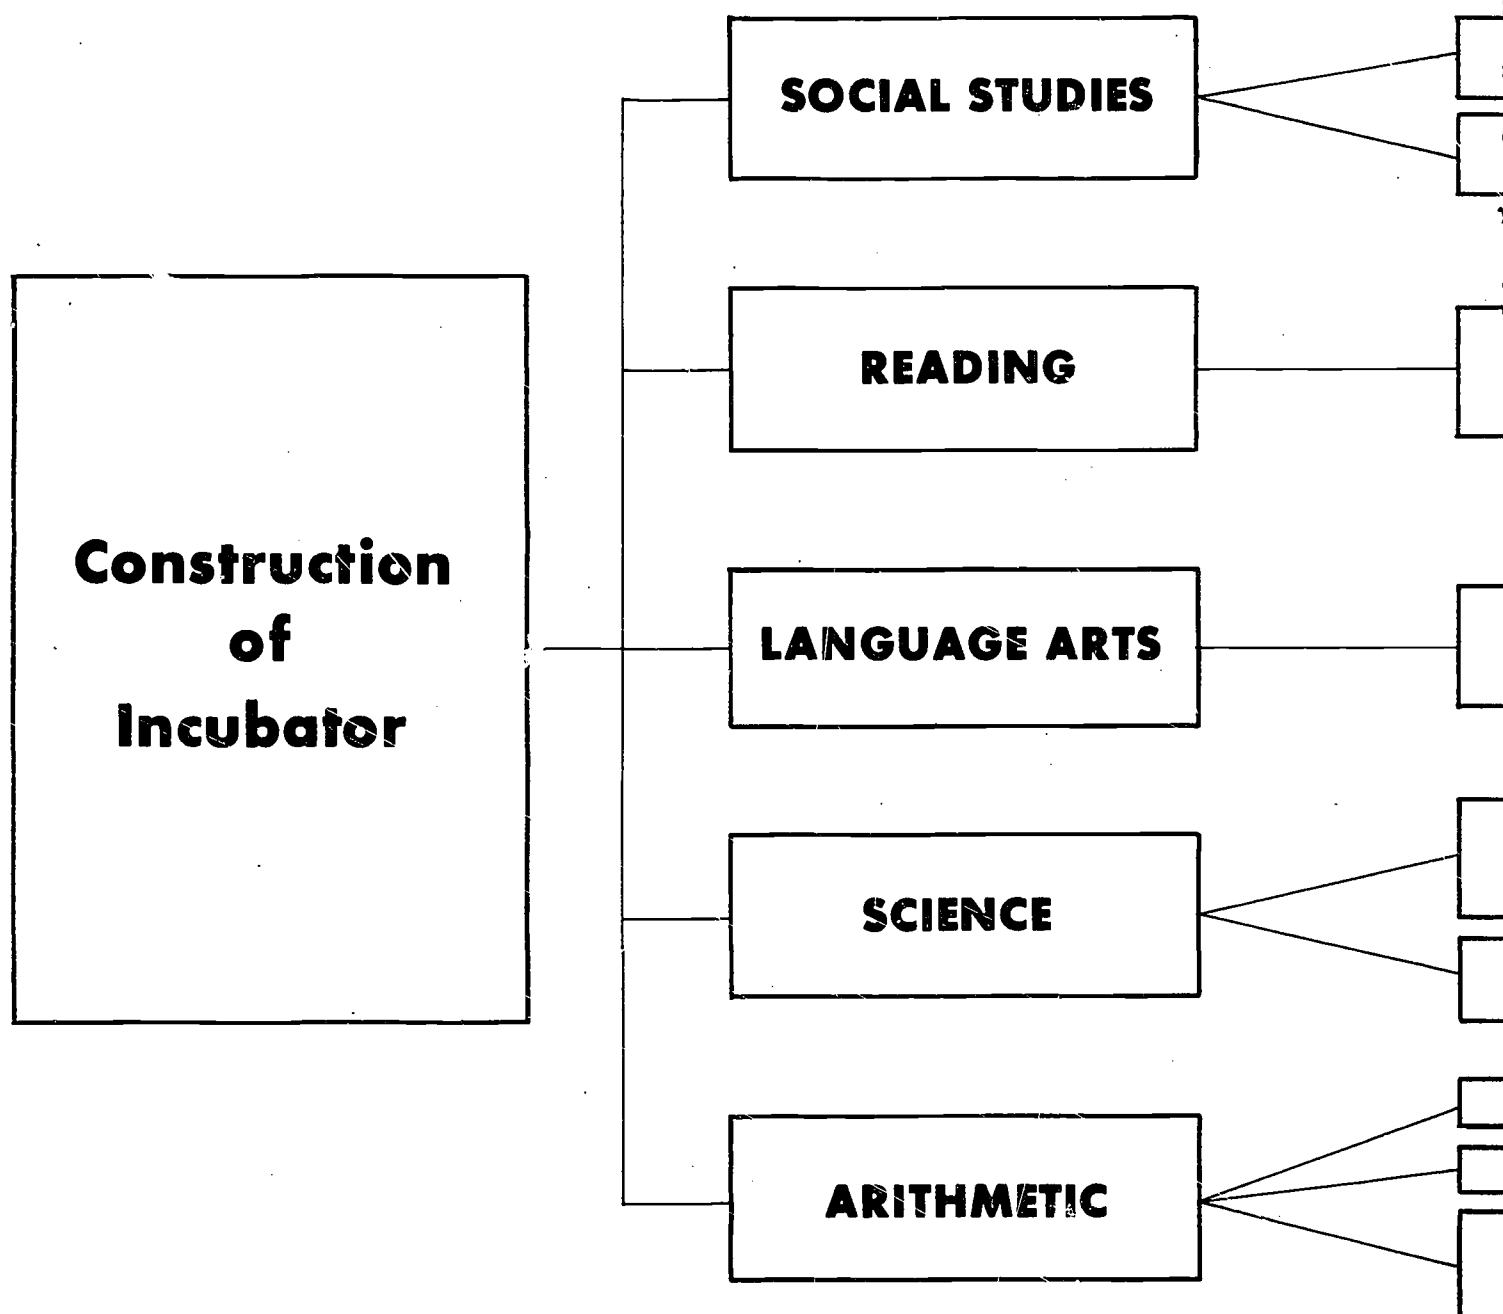 Construction
of
Incubator
SOCIAL STUDIES
READING
LANGUAGE ARTS
SCIENCE
ARITHMETIC